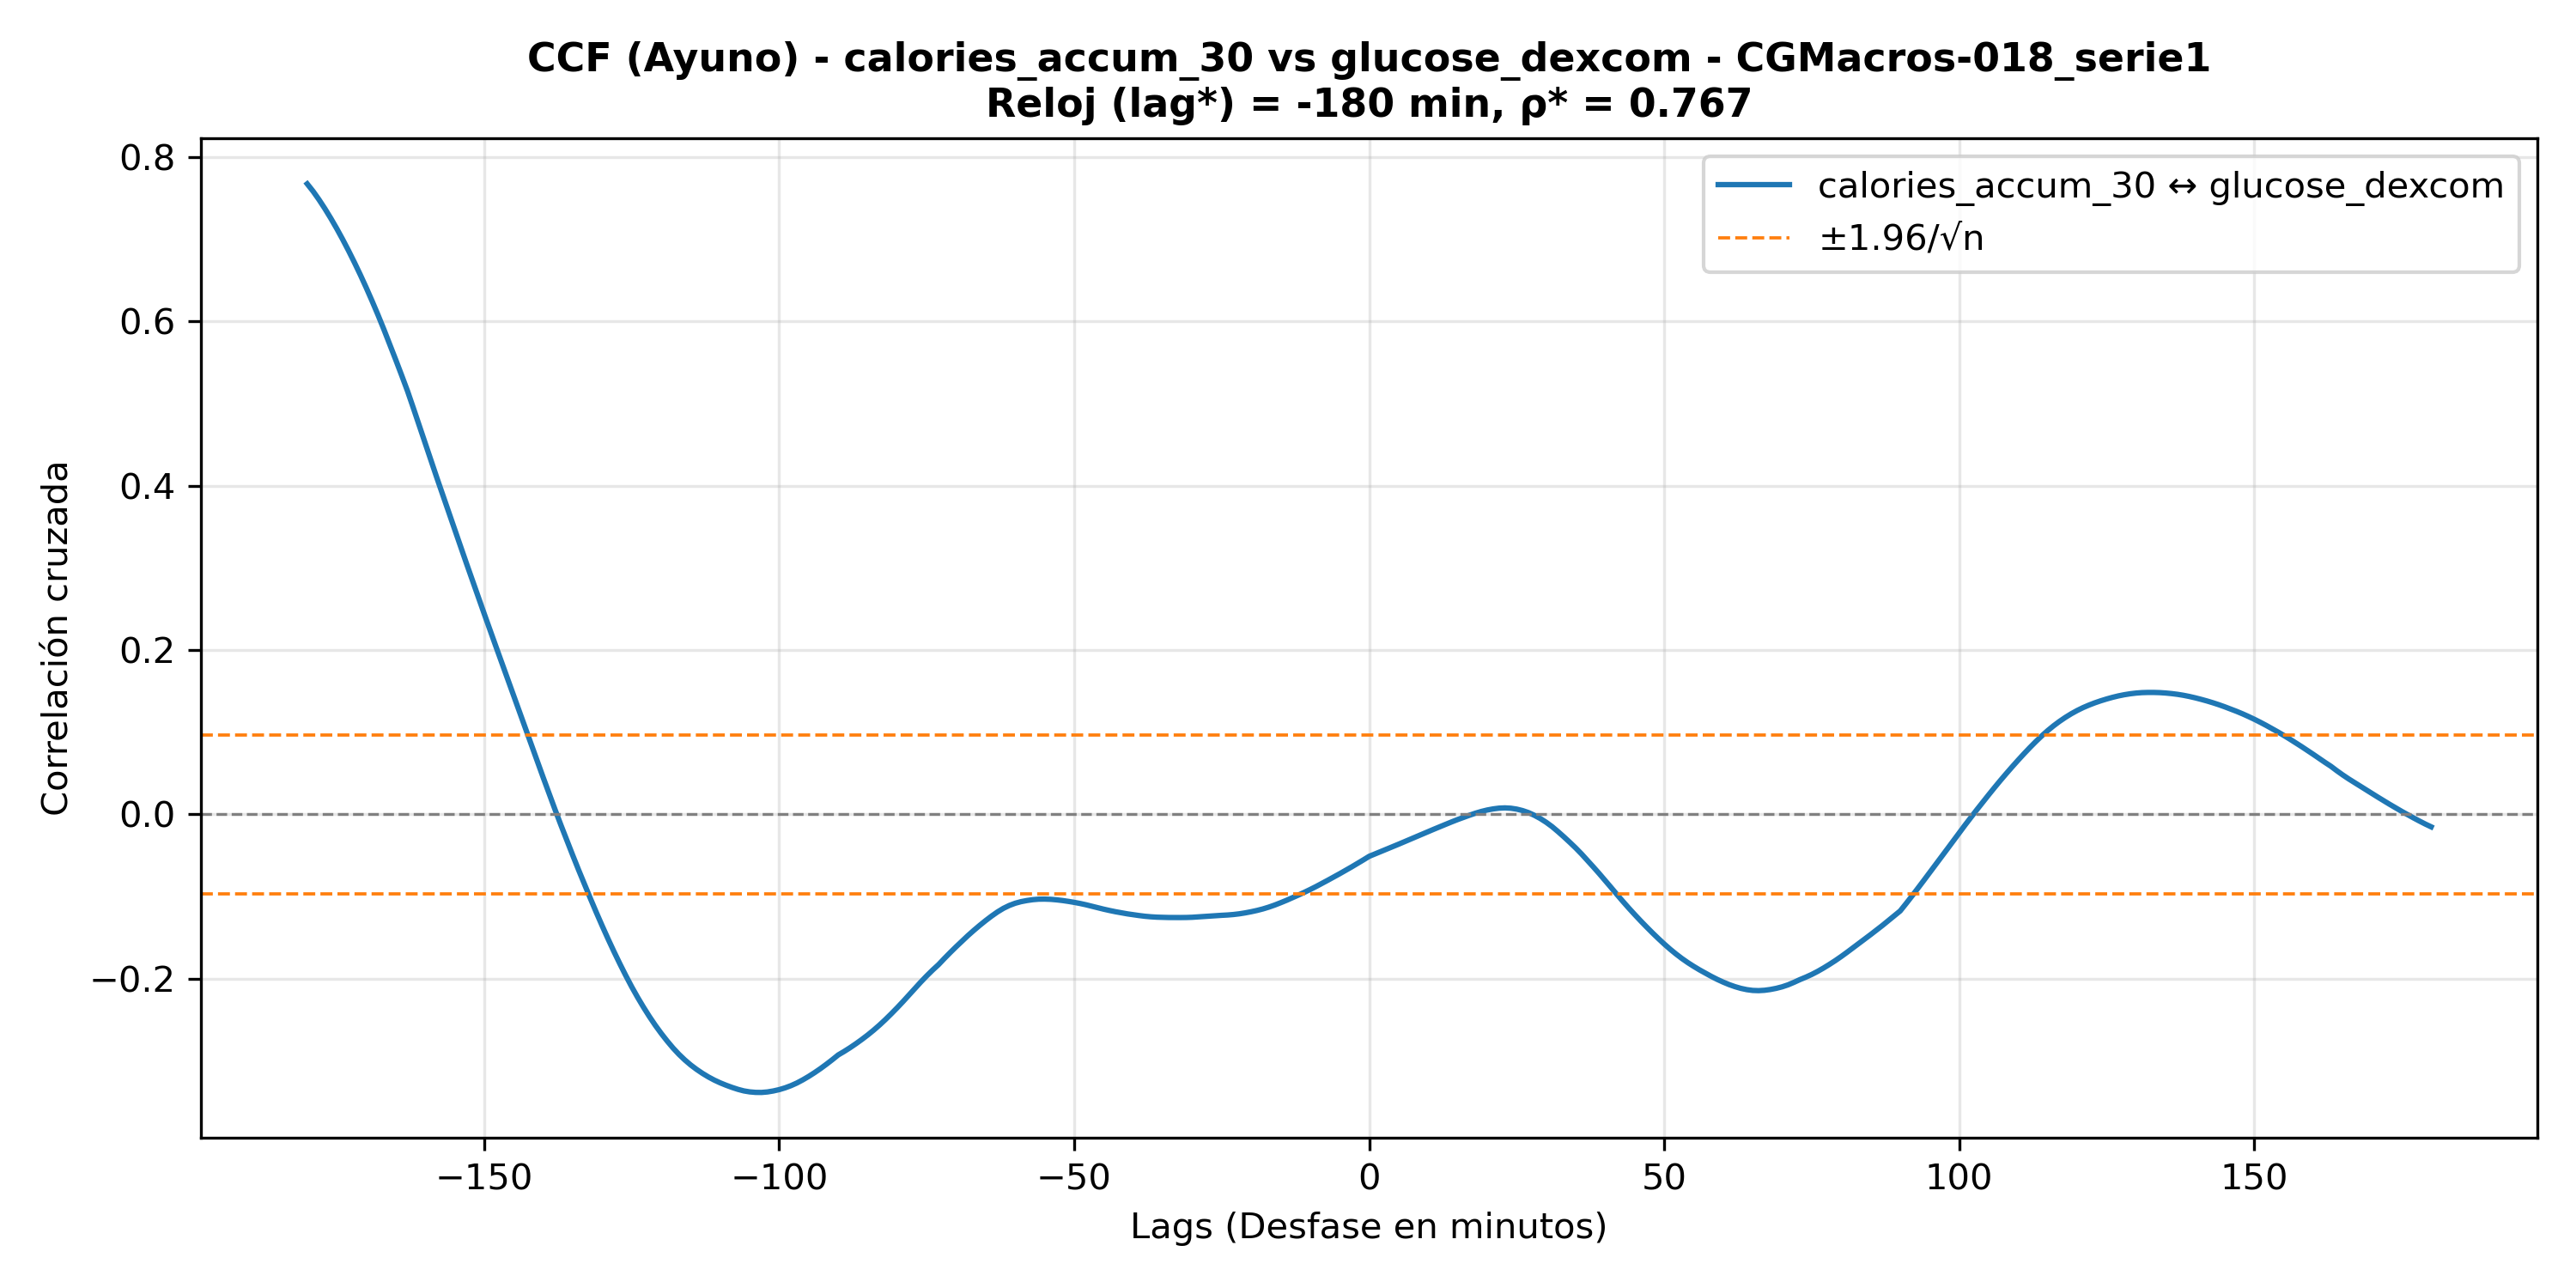 CCF (Ayuno) - calories_accum_30 vs glucose_dexcom - CGMacros-018_serie1
Reloj (lag*) = -180 min, ρ* = 0.767
calories_accum_30 ↔ glucose_dexcom
±1.96/√n
Correlación cruzada
0.8
0.6
0.4
0.2
0.0
−0.2
−150
−100
−50
0
50
100
150
Lags (Desfase en minutos)